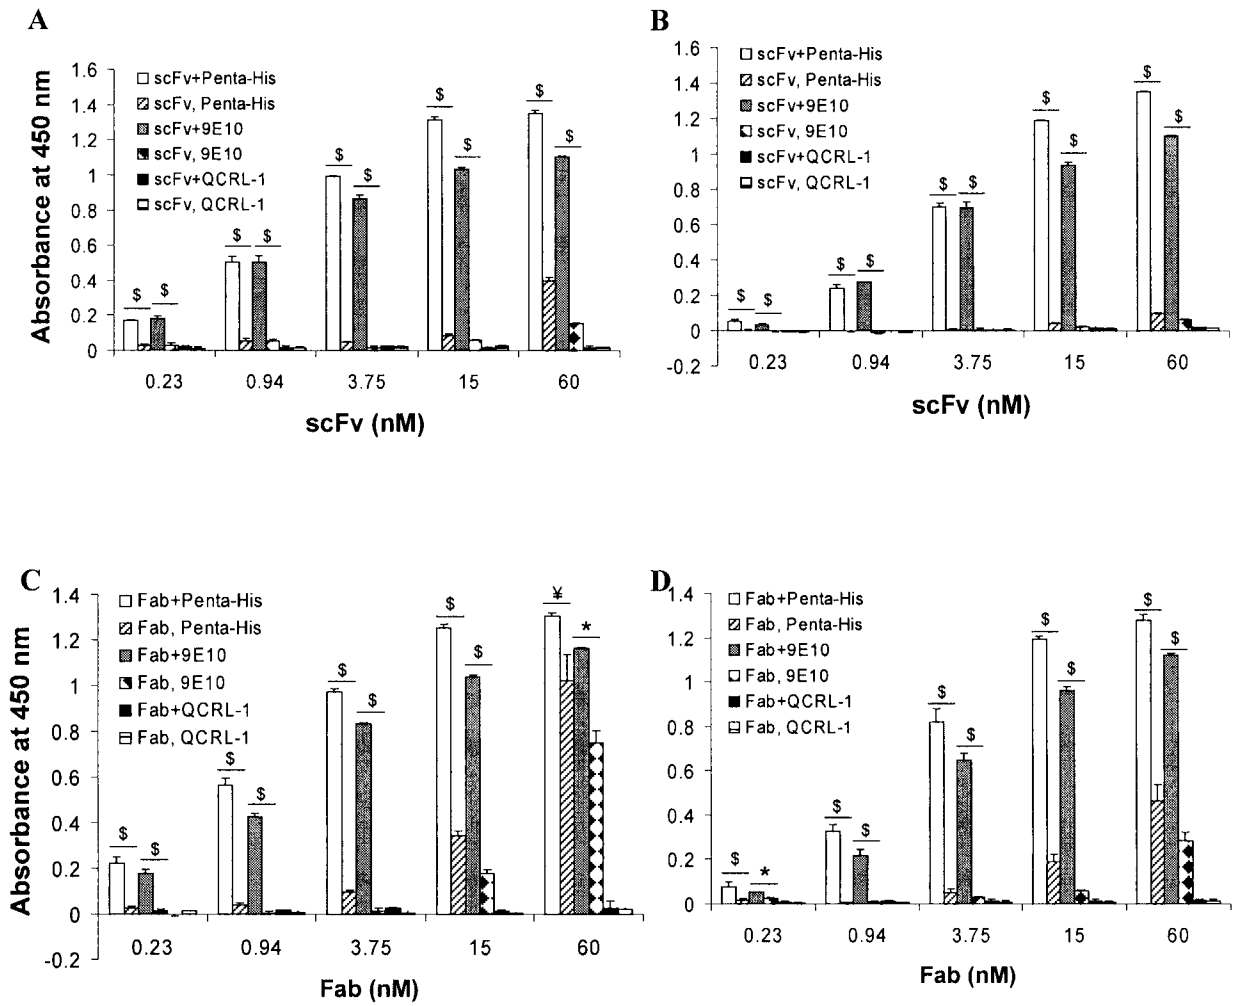 A
Absorbance at 450 nm
1.6
1.4
1.2
1
0.8
0.6
0.4
0.2
0
scFv+Penta-His
scFv, Penta-His
scFv+9E10
scFv, 9E10
scFv+QCRL-1
scFv, QCRL-1
$ $ $ $ $ $ $ $ $ $
0.23 0.94 3.75 15 60
scFv (nM)
B
1.6
1.4
1.2
1
0.8
0.6
0.4
0.2
0
-0.2
scFv+Penta-His
scFv, Penta-His
scFv+9E10
scFv, 9E10
scFv+QCRL-1
scFv, QCRL-1
$ $ $ $ $ $ $ $ $ $
0.23 0.94 3.75 15 60
scFv (nM)
C
Absorbance at 450 nm
1.4
1.2
1
0.8
0.6
0.4
0.2
0
-0.2
Fab+Penta-His
Fab, Penta-His
Fab+9E10
Fab, 9E10
Fab+QCRL-1
Fab, QCRL-1
$ $ $ $ $ $ $ $ ¥ *
0.23 0.94 3.75 15 60
Fab (nM)
D
1.4
1.2
1
0.8
0.6
0.4
0.2
0
Fab+Penta-His
Fab, Penta-His
Fab+9E10
Fab, 9E10
Fab+QCRL-1
Fab, QCRL-1
$ * $ $ $ $ $ $ $ $
0.23 0.94 3.75 15 60
Fab (nM)